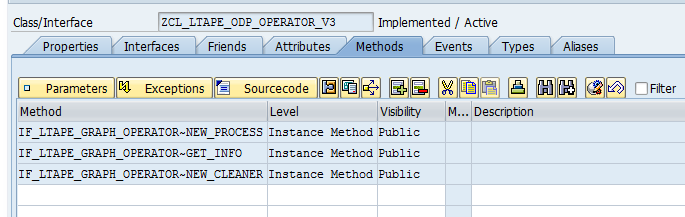 Class/Interface ZCL_LTAPE_ODP_OPERATOR_V3 Implemented / Active
Properties Interfaces Friends Attributes Methods Events Types Aliases
Parameters Exceptions Sourcecode Filter
Method Level Visibility M... Description
IF_LTAPE_GRAPH_OPERATOR~NEW_PROCESS Instance Method Public
IF_LTAPE_GRAPH_OPERATOR~GET_INFO Instance Method Public
IF_LTAPE_GRAPH_OPERATOR~NEW_CLEANER Instance Method Public